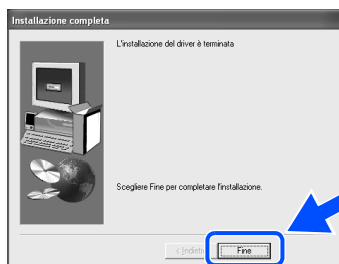 Installazione completa
L'installazione del driver è terminata
Scegliere Fine per completare l'installazione.
< Indietro
Fine